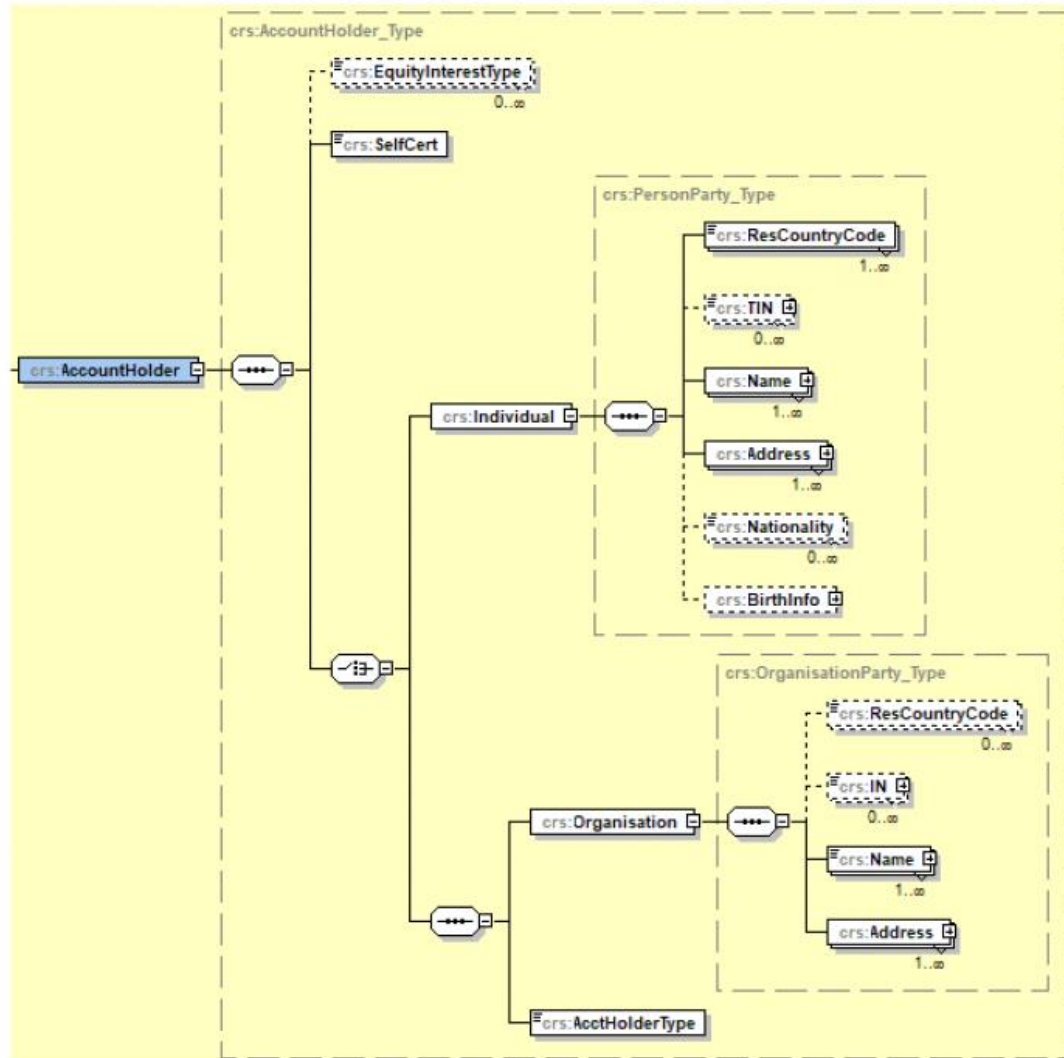 crs:AccountHolder_Type
crs:EquityInterestType
0..∞
crs:SelfCert
crs:PersonParty_Type
crs:ResCountryCode
1..∞
crs:TIN
0..∞
crs:AccountHolder
crs:Name
1..∞
crs:Individual
crs:Address
1..∞
crs:Nationality
0..∞
crs:BirthInfo
crs:OrganisationParty_Type
crs:ResCountryCode
0..∞
crs:IN
0..∞
crs:Organisation
crs:Name
1..∞
crs:Address
1..∞
crs:AcctHolderType